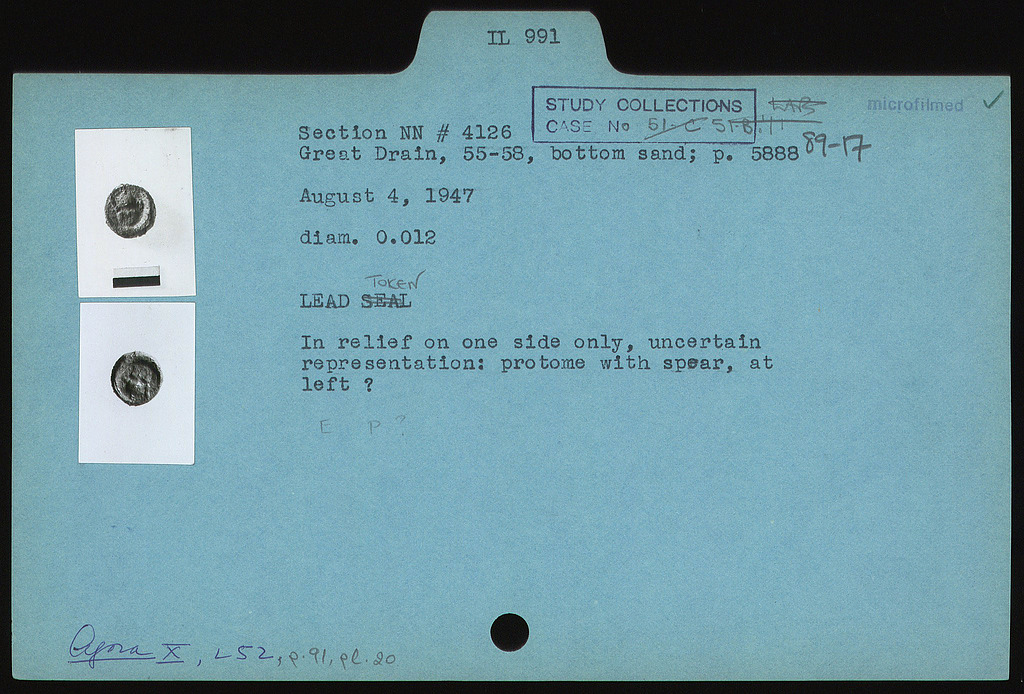 IL 991
STUDY COLLECTIONS
CASE No 51-C 51-B
LAB
microfilmed ✓
Section NN # 4126
Great Drain, 55-58, bottom sand; p. 5888
89-17
August 4, 1947
diam. 0.012
TOKEN
LEAD SEAL
In relief on one side only, uncertain
representation: protome with spear, at
left ?
E P ?
Agora X, L52, p. 91, pl. 20